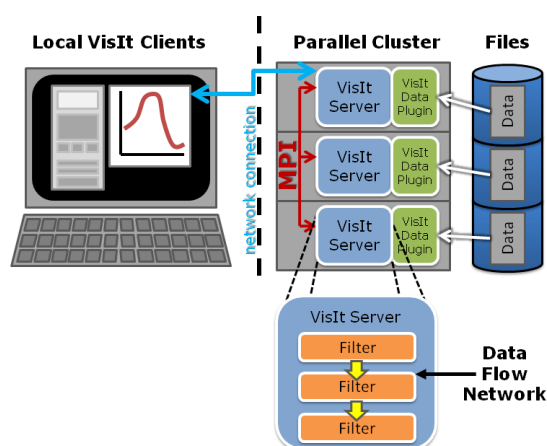 Local VisIt Clients
Parallel Cluster
Files
network connection
MPI
VisIt
Server
VisIt
Data
Plugin
Data
VisIt
Server
VisIt
Data
Plugin
Data
VisIt
Server
VisIt
Data
Plugin
Data
VisIt Server
Filter
Filter
Filter
Data
Flow
Network